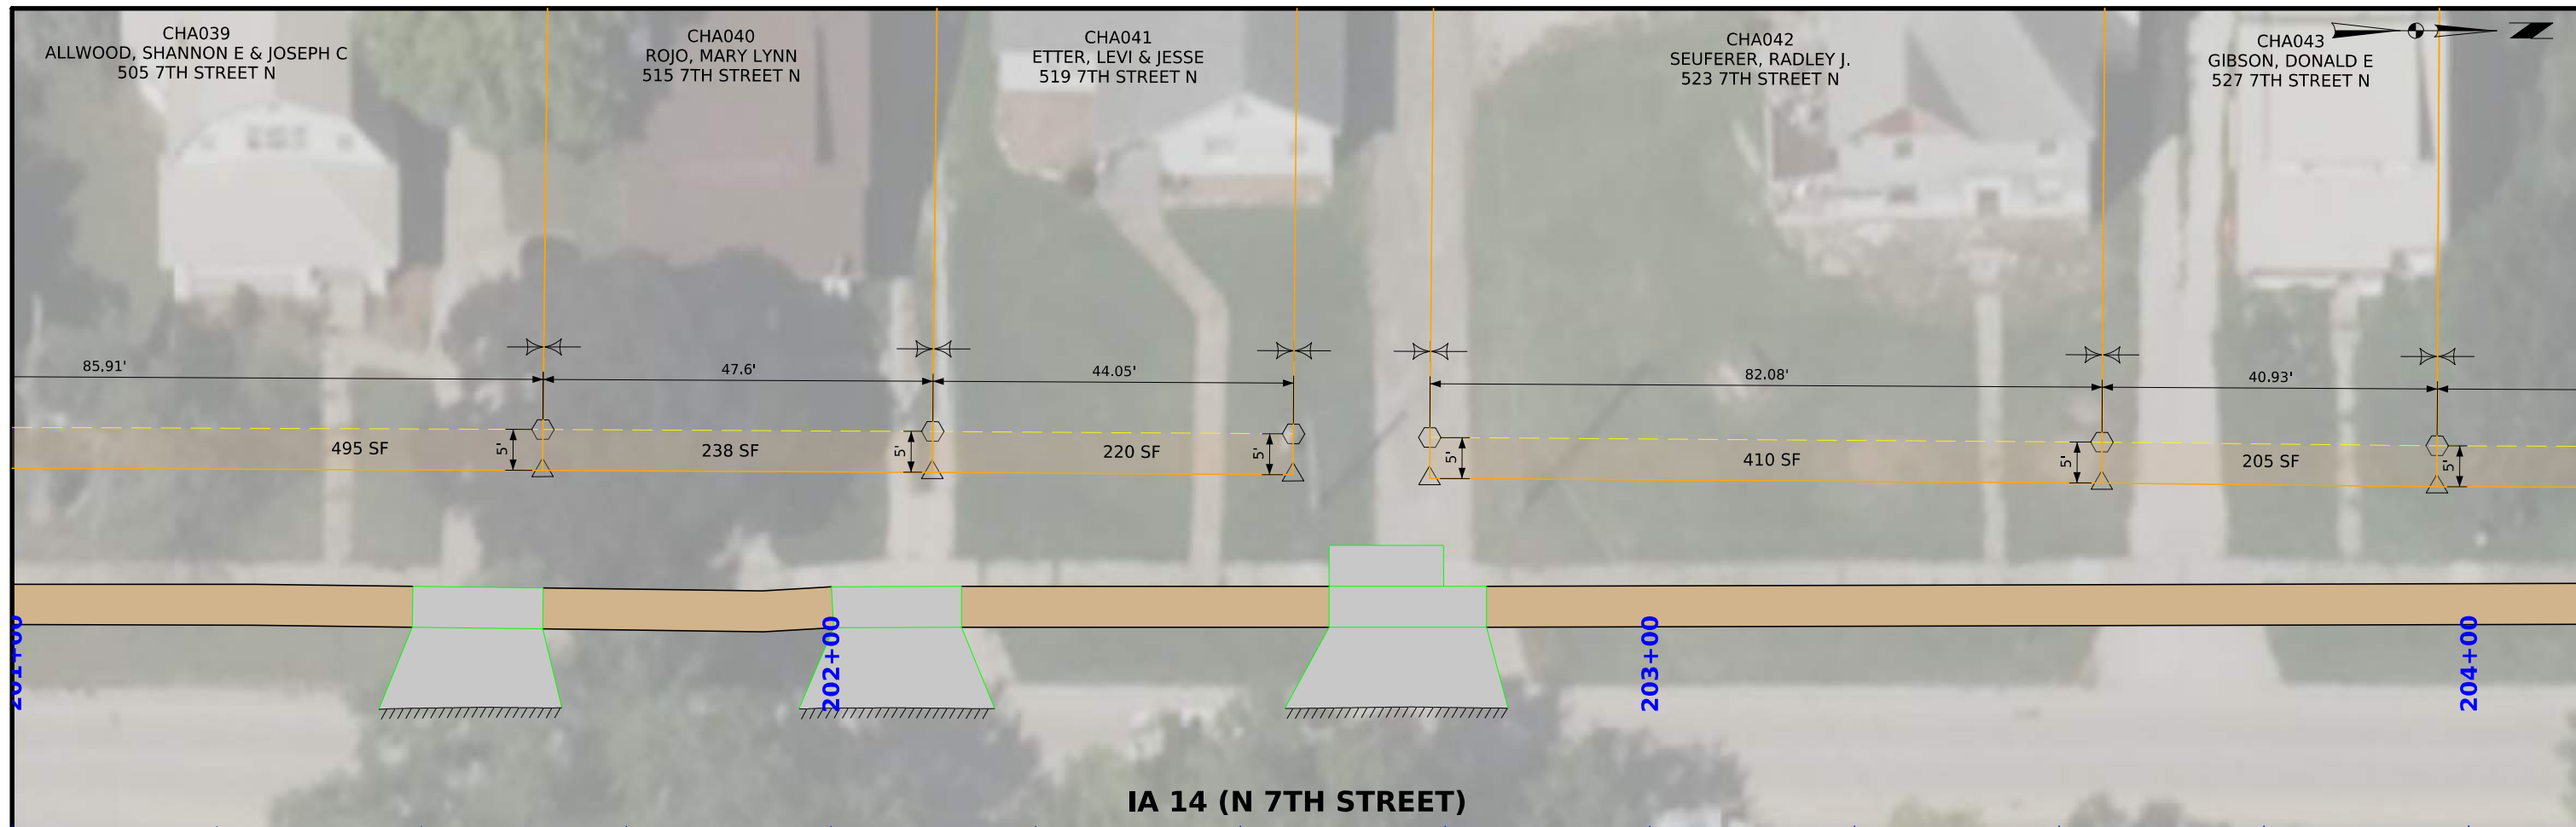 CHA039
ALLWOOD, SHANNON E & JOSEPH C
505 7TH STREET N
CHA040
ROJO, MARY LYNN
515 7TH STREET N
CHA041
ETTER, LEVI & JESSE
519 7TH STREET N
CHA042
SEUFERER, RADLEY J.
523 7TH STREET N
CHA043
GIBSON, DONALD E
527 7TH STREET N
85.91'
47.6'
44.05'
82.08'
40.93'
495 SF
5'
238 SF
5'
220 SF
5'
5'
410 SF
5'
205 SF
5'
201+00
202+00
203+00
204+00
IA 14 (N 7TH STREET)